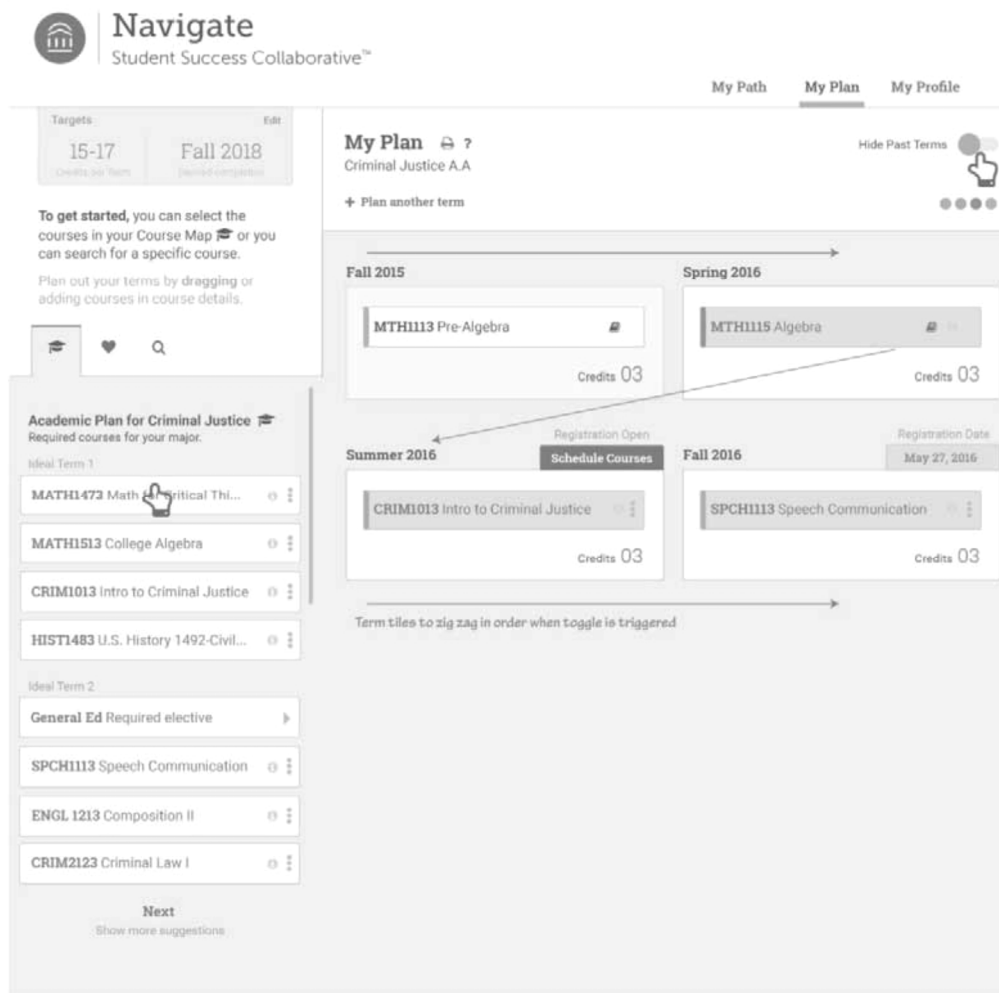 Navigate
Student Success Collaborative™
My Path
My Plan
My Profile
Targets
Edit
15-17
Fall 2018
Credits per Term
Planned completion
To get started, you can select the
courses in your Course Map or you
can search for a specific course.
Plan out your terms by dragging or
adding courses in course details.
Academic Plan for Criminal Justice
Required courses for your major.
Ideal Term 1
MATH1473 Math for Critical Thi...
MATH1513 College Algebra
CRIM1013 Intro to Criminal Justice
HIST1483 U.S. History 1492-Civil...
Ideal Term 2
General Ed Required elective
SPCH1113 Speech Communication
ENGL 1213 Composition II
CRIM2123 Criminal Law I
Next
Show more suggestions
My Plan ?
Criminal Justice A.A
+ Plan another term
Hide Past Terms
Fall 2015
MTH1113 Pre-Algebra
Credits 03
Spring 2016
MTH1115 Algebra
Credits 03
Summer 2016
Registration Open
Schedule Courses
CRIM1013 Intro to Criminal Justice
Credits 03
Fall 2016
Registration Date
May 27, 2016
SPCH1113 Speech Communication
Credits 03
Term tiles to zig zag in order when toggle is triggered